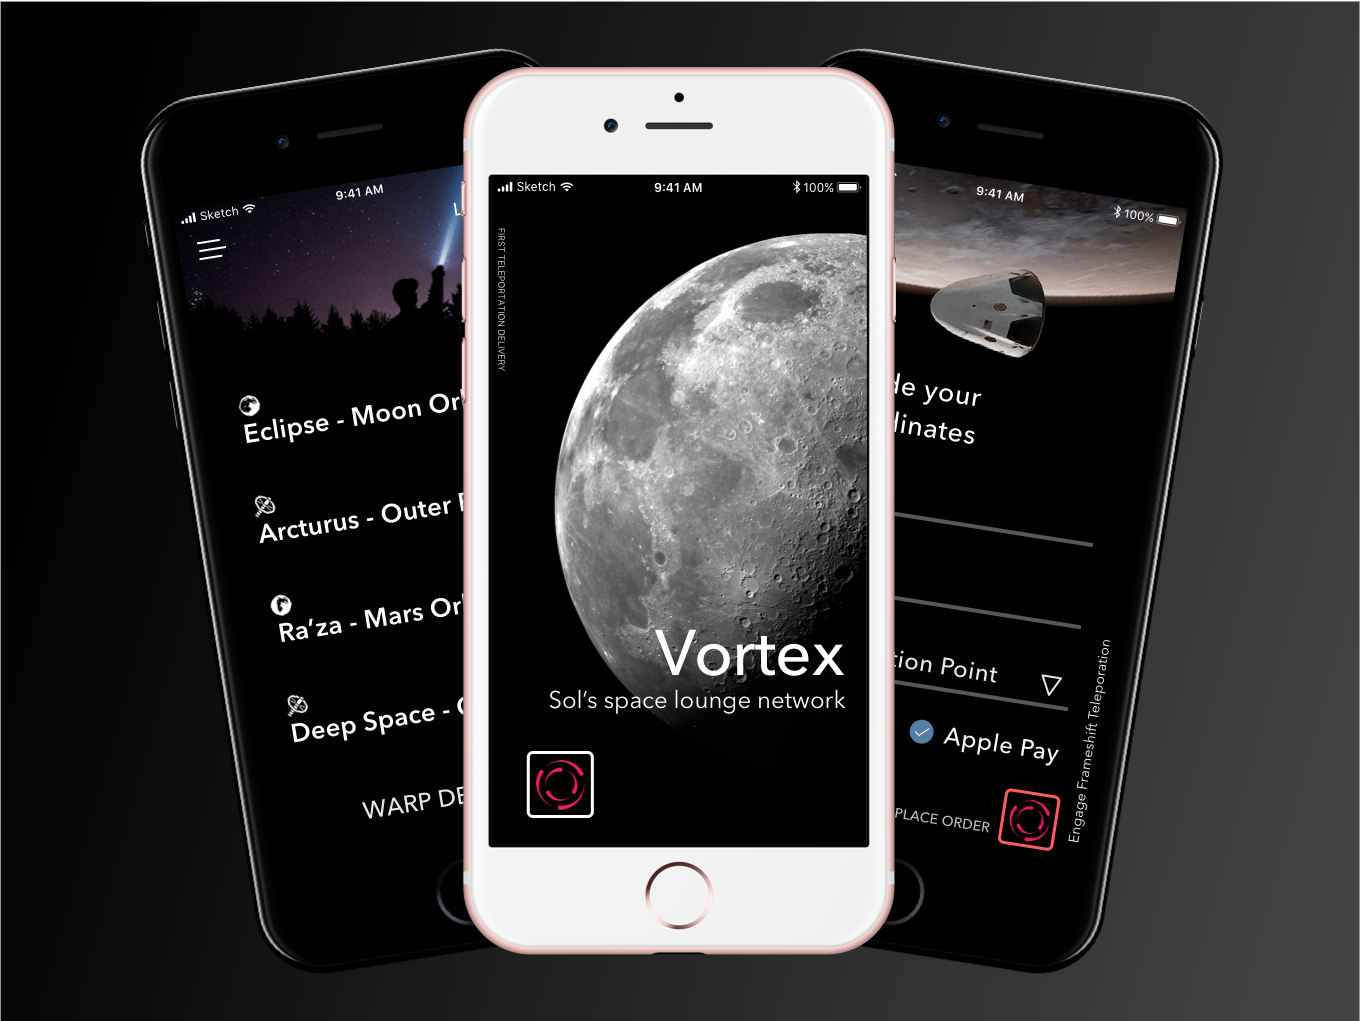 Sketch
9:41 AM
L
Eclipse - Moon Or
Arcturus - Outer
Ra'za - Mars Or
Deep Space -
WARP DE
Sketch
9:41 AM
100%
FIRST TELEPORTATION DELIVERY
Vortex
Sol's space lounge network
9:41 AM
100%
de your
dinates
tion Point
Apple Pay
PLACE ORDER
Engage Frameshift Teleporation